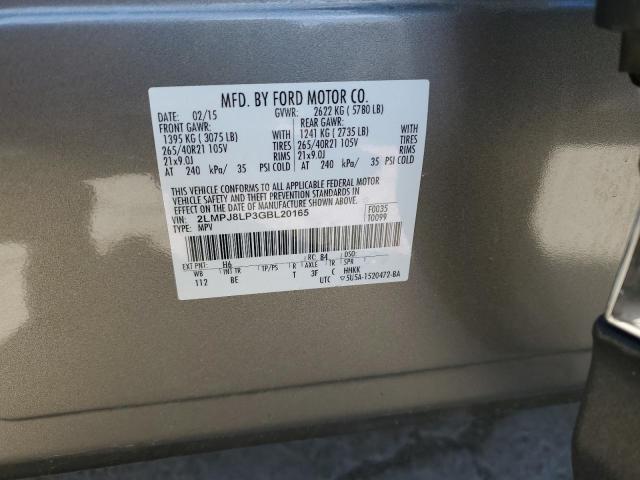 MFD. BY FORD MOTOR CO.
DATE: 02/15 GVWR: 2622 KG ( 5780 LB)
FRONT GAWR: REAR GAWR:
1395 KG ( 3075 LB) WITH 1241 KG ( 2735 LB) WITH
265/40R21 105V TIRES 265/40R21 105V TIRES
21x9.0J RIMS 21x9.0J RIMS
AT 240 kPa/ 35 PSI COLD AT 240 kPa/ 35 PSI COLD
THIS VEHICLE CONFORMS TO ALL APPLICABLE FEDERAL MOTOR
VEHICLE SAFETY AND THEFT PREVENTION STANDARDS IN
EFFECT ON THE DATE OF MANUFACTURE SHOWN ABOVE.
VIN: 2LMPJ8LP3GBL20165 F0035
TYPE: MPV T0099
EXT PNT: H6 RC: 84 DSO:
WB INT TR TP/PS R AXLE TR SPR
112 BE T 3F C HHKK
UTC ▽5U5A-1520472-BA